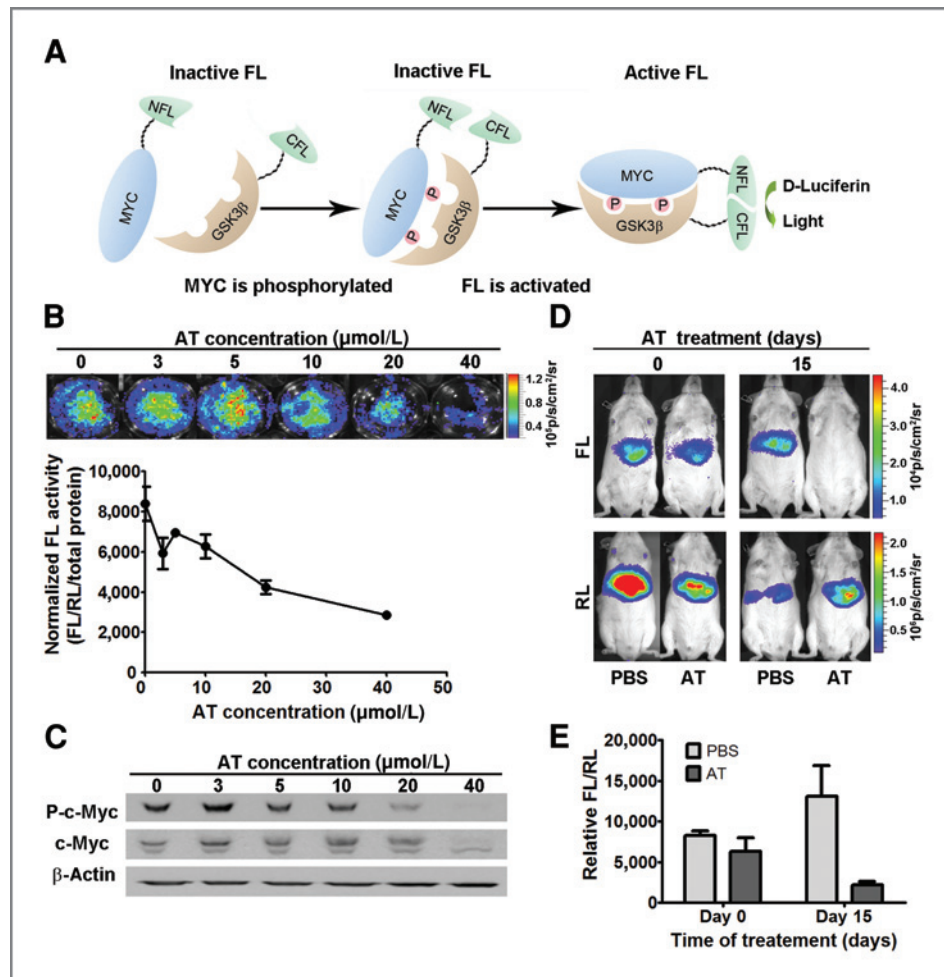 A
Inactive FL Inactive FL Active FL
NFL CFL MYC GSK3β
NFL CFL MYC P P GSK3β
MYC P P GSK3β NFL CFL D-Luciferin Light
MYC is phosphorylated FL is activated
B
AT concentration (µmol/L)
0 3 5 10 20 40
1.2
0.8
0.4
10⁵p/s/cm²/sr
Normalized FL activity
(FL/RL/total protein)
10,000
8,000
6,000
4,000
2,000
0
0 10 20 30 40 50
AT concentration (µmol/L)
C
AT concentration (µmol/L)
0 3 5 10 20 40
P-c-Myc
c-Myc
β-Actin
D
AT treatment (days)
0 15
FL
4.0
3.0
2.0
1.0
10⁴p/s/cm²/sr
RL
2.0
1.5
1.0
0.5
10⁶p/s/cm²/sr
PBS AT PBS AT
E
Relative FL/RL
20,000
15,000
10,000
5,000
0
PBS
AT
Day 0 Day 15
Time of treatement (days)